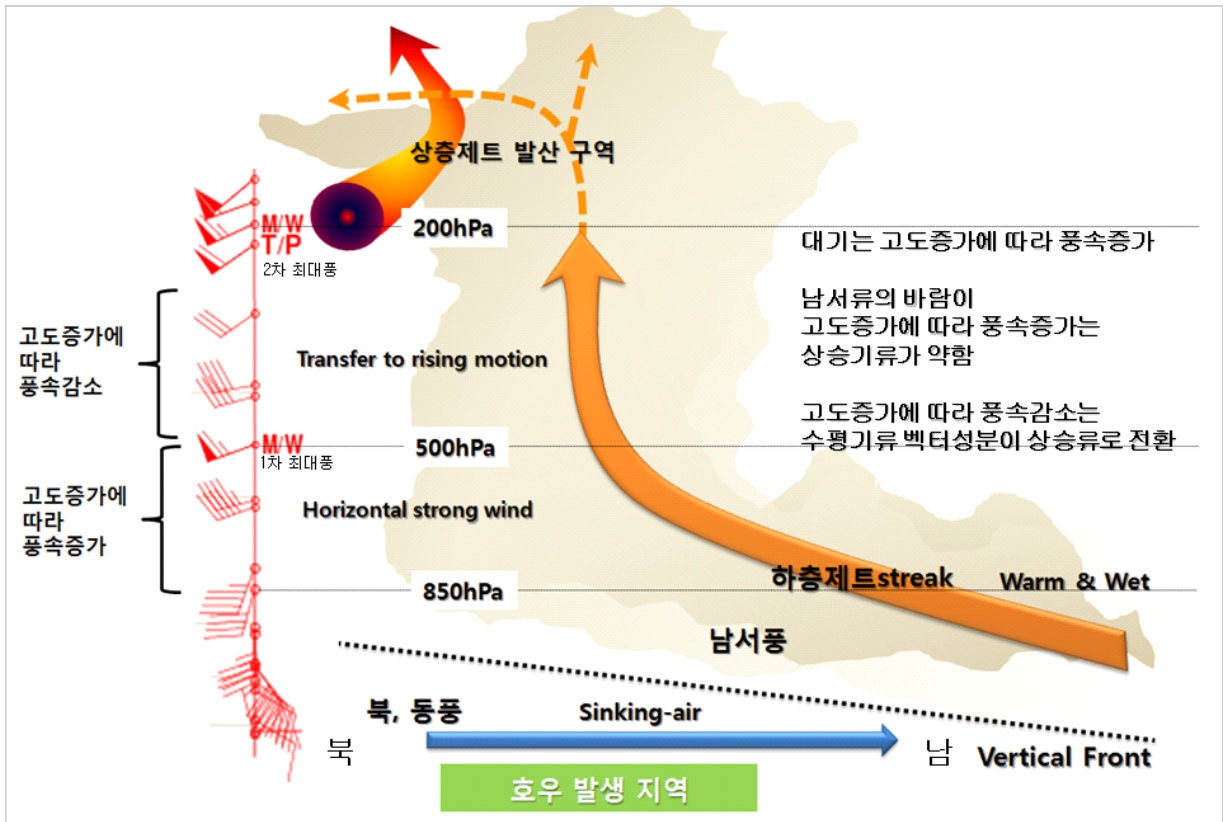 상층제트 발산 구역
M/W
T/P
2차 최대풍
200hPa
대기는 고도증가에 따라 풍속증가
남서류의 바람이
고도증가에 따라 풍속증가는
상승기류가 약함
고도증가에
따라
풍속감소
Transfer to rising motion
고도증가에 따라 풍속감소는
수평기류 벡터성분이 상승류로 전환
M/W
1차 최대풍
500hPa
고도증가에
따라
풍속증가
Horizontal strong wind
850hPa
하층제트streak
Warm & Wet
남서풍
북, 동풍
Sinking-air
북
남
Vertical Front
호우 발생 지역